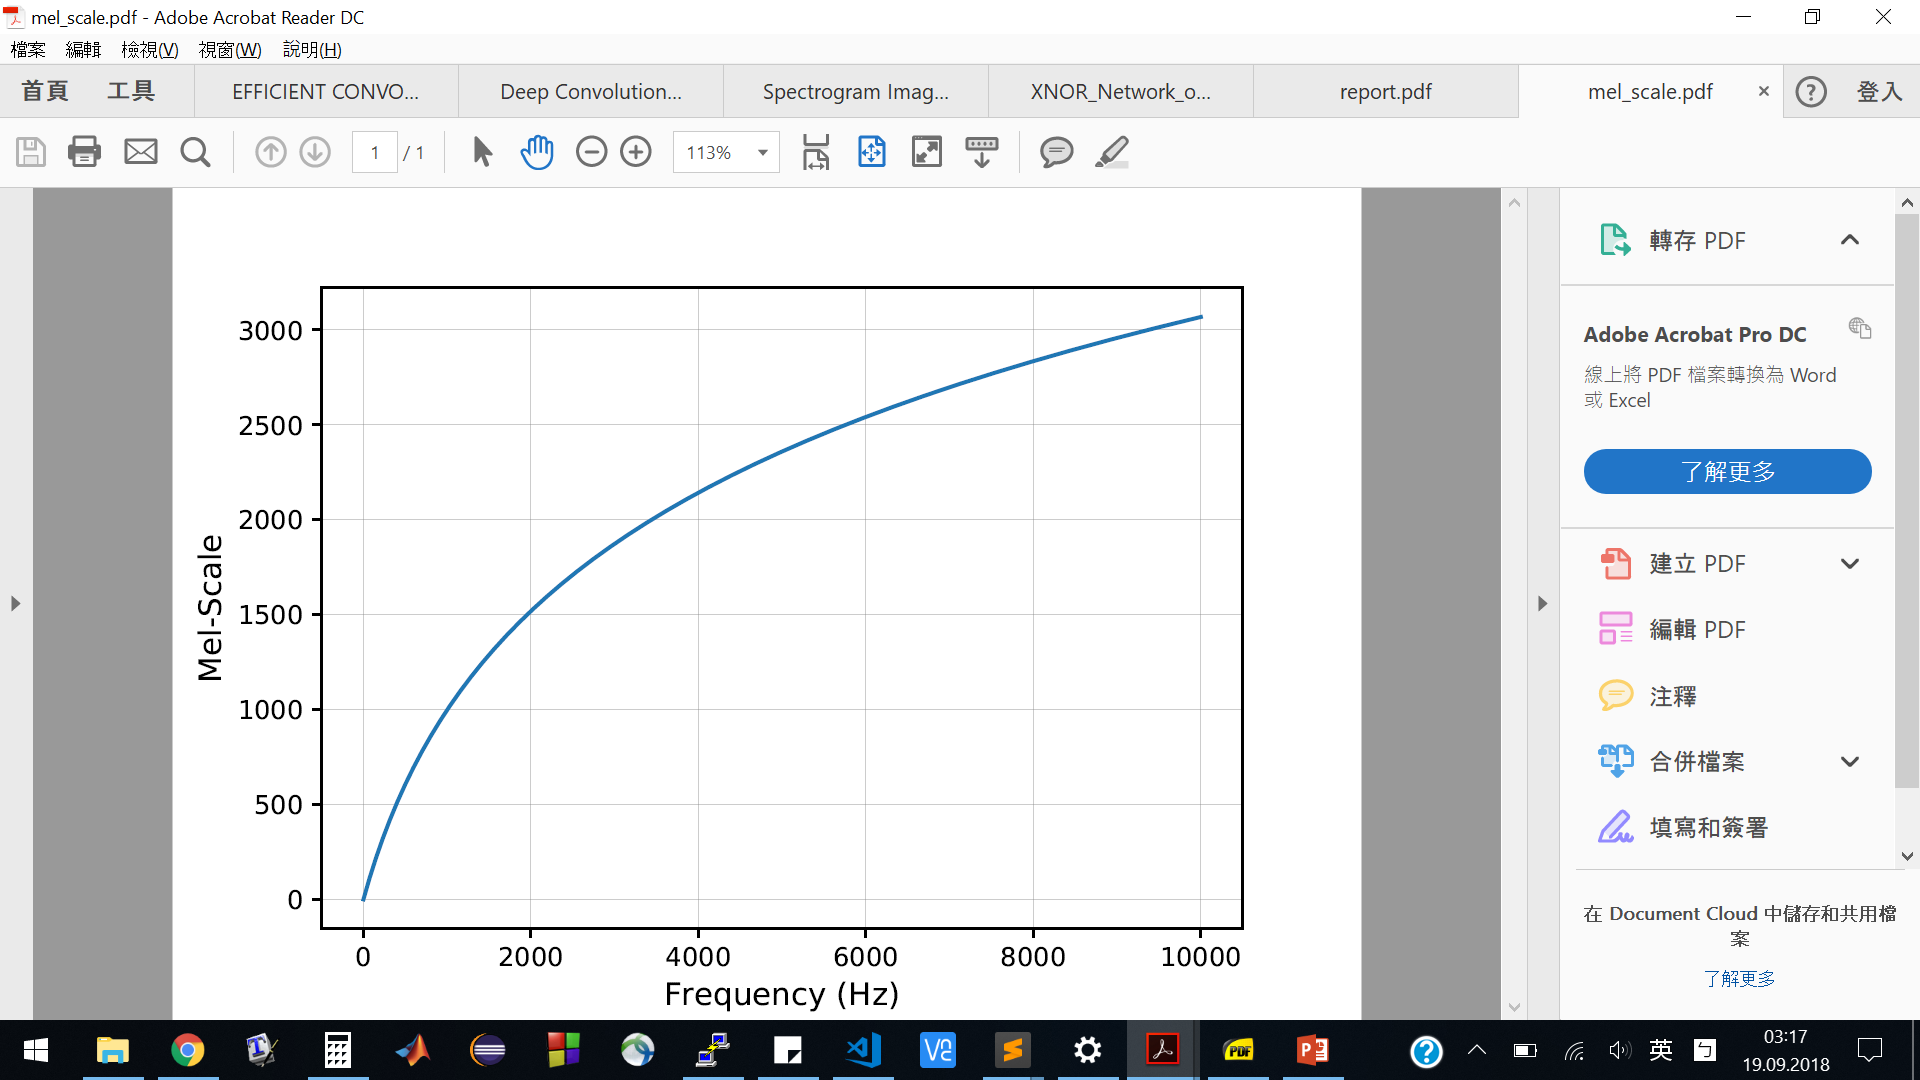 mel_scale.pdf - Adobe Acrobat Reader DC
檔案 編輯 檢視(V) 視窗(W) 說明(H)
首頁 工具 EFFICIENT CONVO... Deep Convolution... Spectrogram Imag... XNOR_Network_o... report.pdf mel_scale.pdf × ? 登入
1 / 1 113%
3000
2500
2000
1500
1000
500
0
Mel-Scale
0 2000 4000 6000 8000 10000
Frequency (Hz)
轉存 PDF
Adobe Acrobat Pro DC
線上將 PDF 檔案轉換為 Word
或 Excel
了解更多
建立 PDF
編輯 PDF
注釋
合併檔案
填寫和簽署
在 Document Cloud 中儲存和共用檔
案
了解更多
英 ㄅ
03:17
19.09.2018